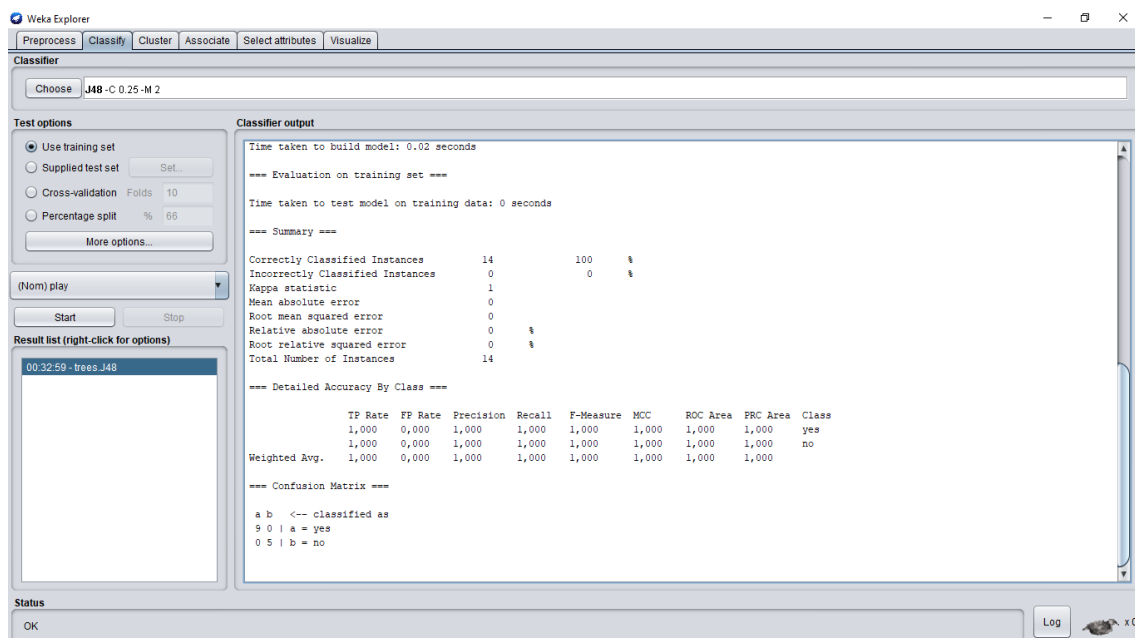 Weka Explorer
Preprocess Classify Cluster Associate Select attributes Visualize
Classifier
Choose J48 -C 0.25 -M 2
Test options
Use training set
Supplied test set Set...
Cross-validation Folds 10
Percentage split % 66
More options...
(Nom) play
Start Stop
Result list (right-click for options)
00:32:59 - trees.J48
Classifier output
Time taken to build model: 0.02 seconds
=== Evaluation on training set ===
Time taken to test model on training data: 0 seconds
=== Summary ===
Correctly Classified Instances 14 100 %
Incorrectly Classified Instances 0 0 %
Kappa statistic 1
Mean absolute error 0
Root mean squared error 0
Relative absolute error 0 %
Root relative squared error 0 %
Total Number of Instances 14
=== Detailed Accuracy By Class ===
TP Rate FP Rate Precision Recall F-Measure MCC ROC Area PRC Area Class
1,000 0,000 1,000 1,000 1,000 1,000 1,000 1,000 yes
1,000 0,000 1,000 1,000 1,000 1,000 1,000 1,000 no
Weighted Avg. 1,000 0,000 1,000 1,000 1,000 1,000 1,000 1,000
=== Confusion Matrix ===
a b <-- classified as
9 0 | a = yes
0 5 | b = no
Status
OK
Log
x 0